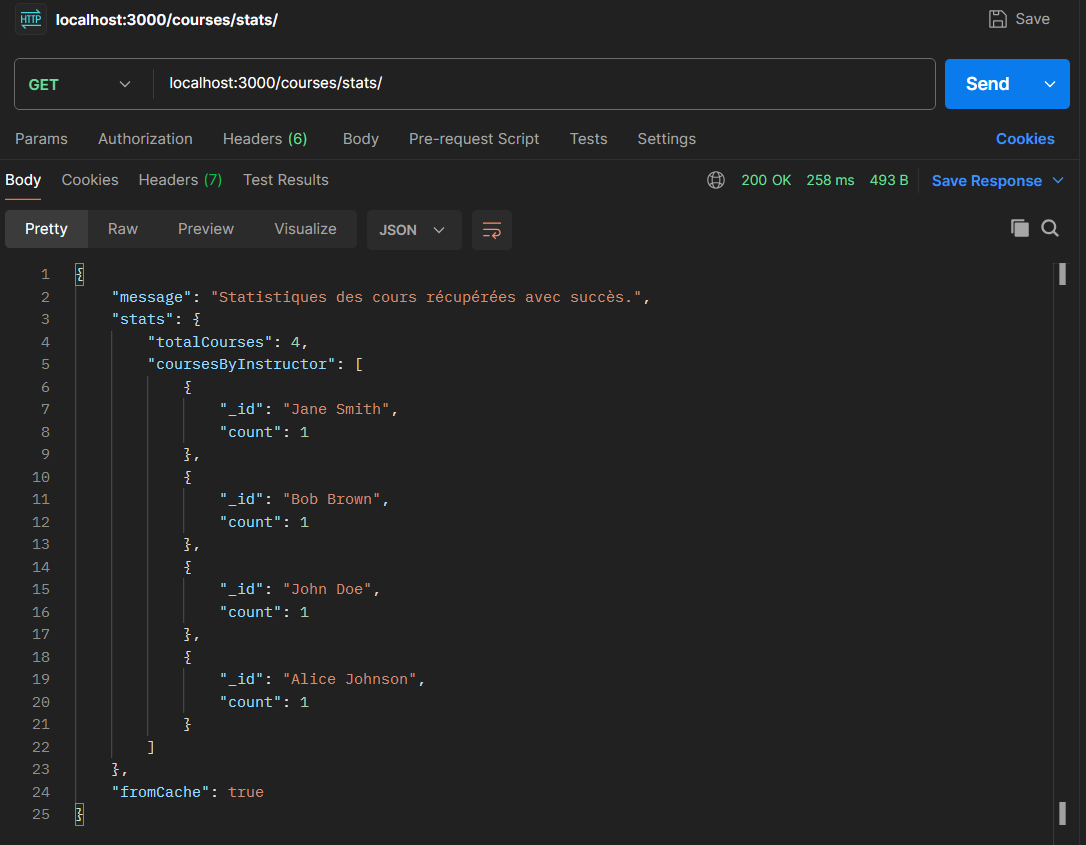 HTTP localhost:3000/courses/stats/ Save
GET localhost:3000/courses/stats/ Send
Params Authorization Headers (6) Body Pre-request Script Tests Settings Cookies
Body Cookies Headers (7) Test Results 200 OK 258 ms 493 B Save Response
Pretty Raw Preview Visualize JSON
1 {
2 "message": "Statistiques des cours récupérées avec succès.",
3 "stats": {
4 "totalCourses": 4,
5 "coursesByInstructor": [
6 {
7 "_id": "Jane Smith",
8 "count": 1
9 },
10 {
11 "_id": "Bob Brown",
12 "count": 1
13 },
14 {
15 "_id": "John Doe",
16 "count": 1
17 },
18 {
19 "_id": "Alice Johnson",
20 "count": 1
21 }
22 ]
23 },
24 "fromCache": true
25 }